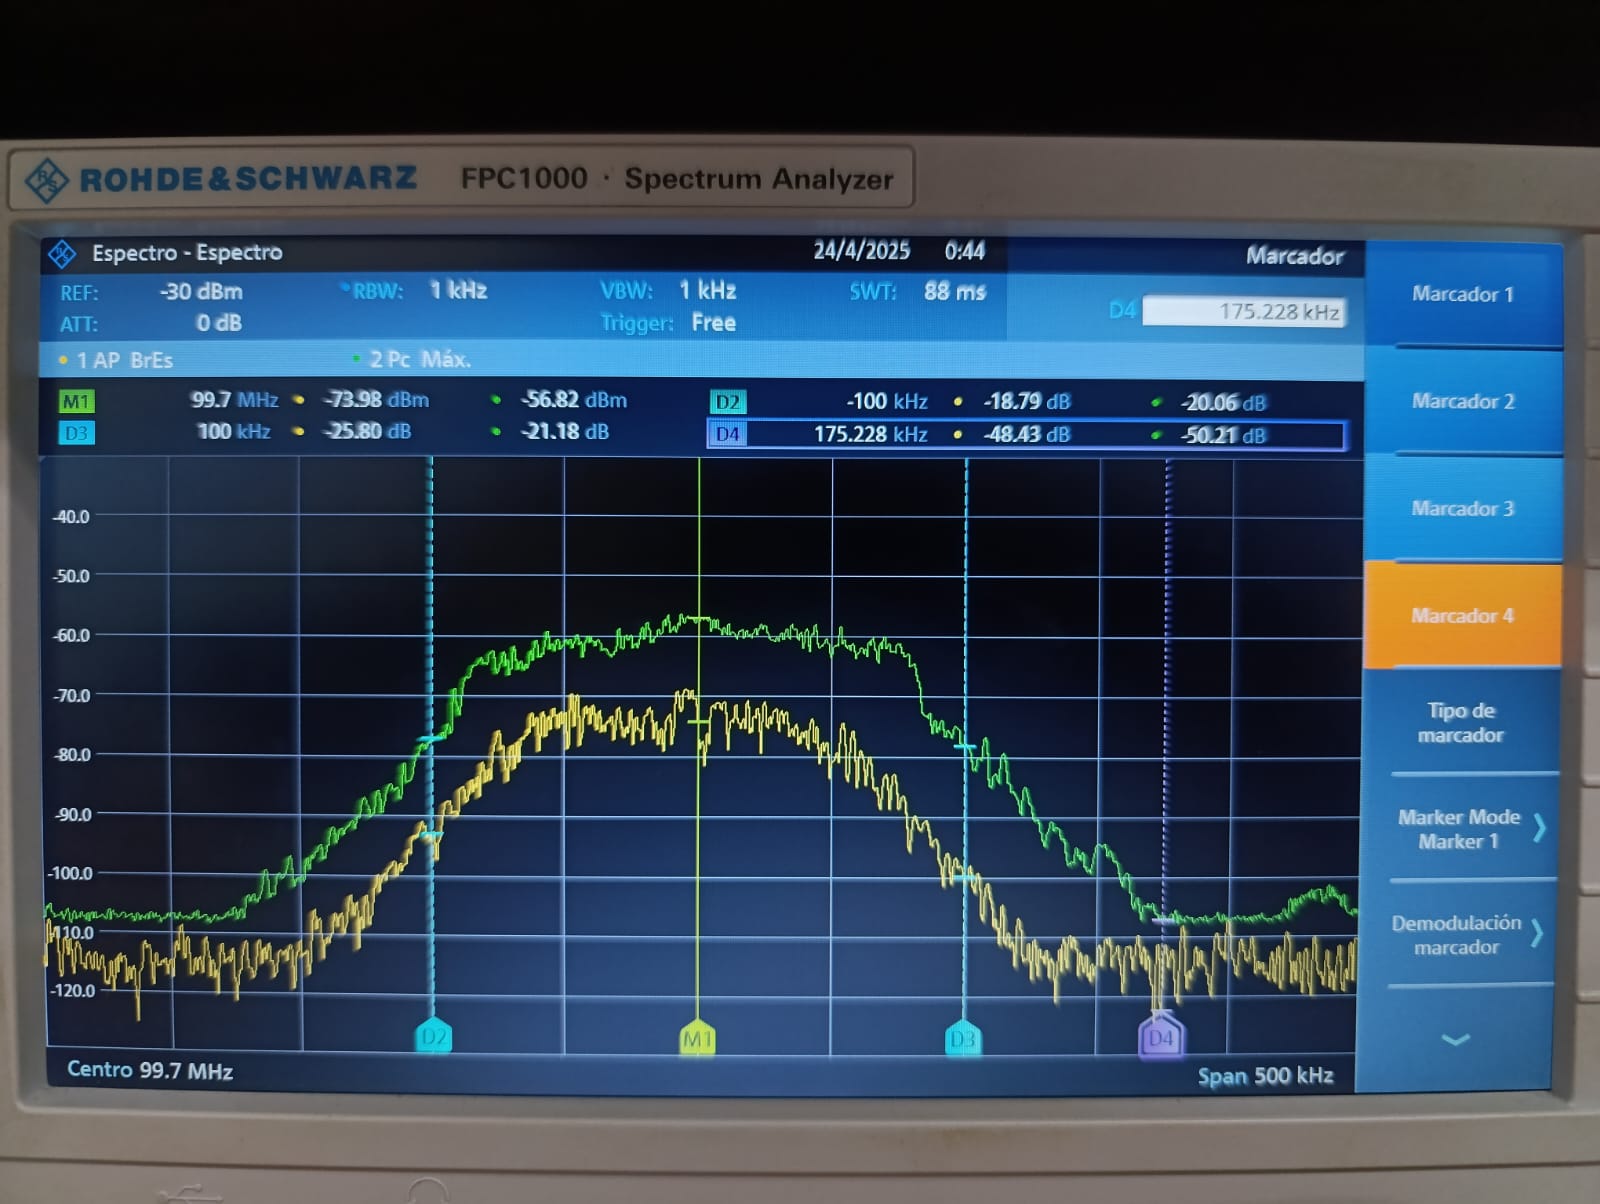 ROHDE&SCHWARZ FPC1000 · Spectrum Analyzer
Espectro - Espectro 24/4/2025 0:44 Marcador
REF: -30 dBm RBW: 1 kHz VBW: 1 kHz SWT: 88 ms
ATT: 0 dB Trigger: Free
D4 175.228 kHz
1 AP BrEs 2 Pc Máx.
M1 99.7 MHz -73.98 dBm -56.82 dBm D2 -100 kHz -18.79 dB -20.06 dB
D3 100 kHz -25.80 dB -21.18 dB D4 175.228 kHz -48.43 dB -50.21 dB
-40.0
-50.0
-60.0
-70.0
-80.0
-90.0
-100.0
-110.0
-120.0
D2 M1 D3 D4
Centro 99.7 MHz Span 500 kHz
Marcador 1
Marcador 2
Marcador 3
Marcador 4
Tipo de
marcador
Marker Mode
Marker 1
Demodulación
marcador